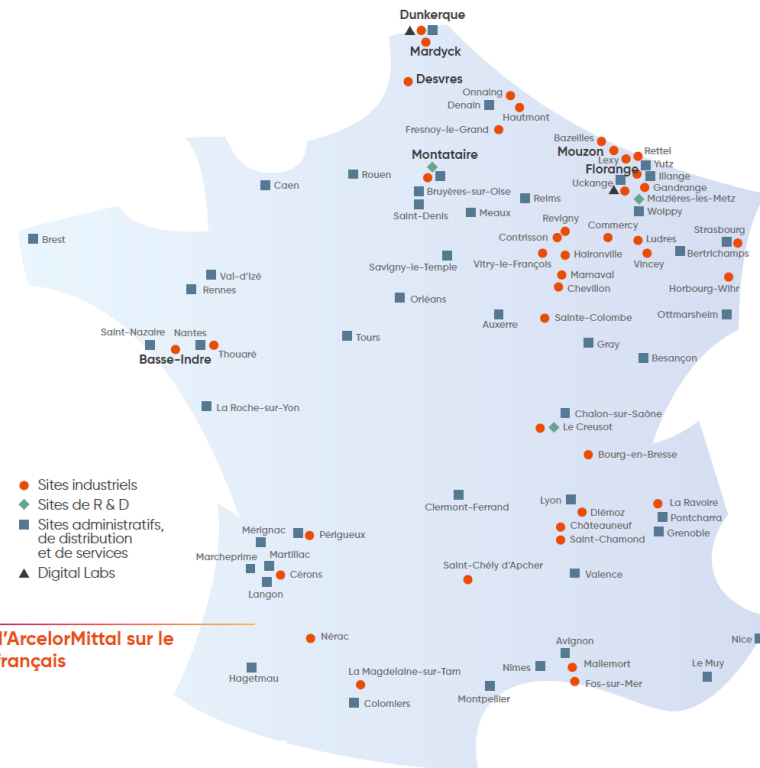 Dunkerque
Mardyck
Desvres
Onnaing
Denain
Hautmont
Fresnoy-le-Grand
Bazeilles
Mouzon
Rettel
Lexy
Yutz
Florange
Illange
Uckange
Gandrange
Maizières-les-Metz
Woippy
Montataire
Rouen
Caen
Bruyères-sur-Oise
Saint-Denis
Meaux
Reims
Revigny
Commercy
Strasbourg
Contrisson
Ludres
Bertrichamps
Brest
Savigny-le-Temple
Vitry-le-François
Haironville
Vincey
Val-d'Izé
Marnaval
Rennes
Chevillon
Horbourg-Wihr
Orléans
Auxerre
Sainte-Colombe
Ottmarsheim
Saint-Nazaire
Nantes
Tours
Gray
Thouaré
Basse-Indre
Besançon
La Roche-sur-Yon
Chalon-sur-Saône
Le Creusot
Bourg-en-Bresse
Sites industriels
Sites de R & D
Sites administratifs,
de distribution
et de services
Digital Labs
Clermont-Ferrand
Lyon
La Ravoire
Diémoz
Pontcharra
Châteauneuf
Grenoble
Saint-Chamond
Mérignac
Périgueux
Marcheprime
Martillac
Cérons
Langon
Saint-Chély d'Apcher
Valence
l'ArcelorMittal sur le
français
Nérac
Avignon
Nice
Hagetmau
La Magdelaine-sur-Tarn
Nîmes
Mallemort
Le Muy
Fos-sur-Mer
Colomiers
Montpellier